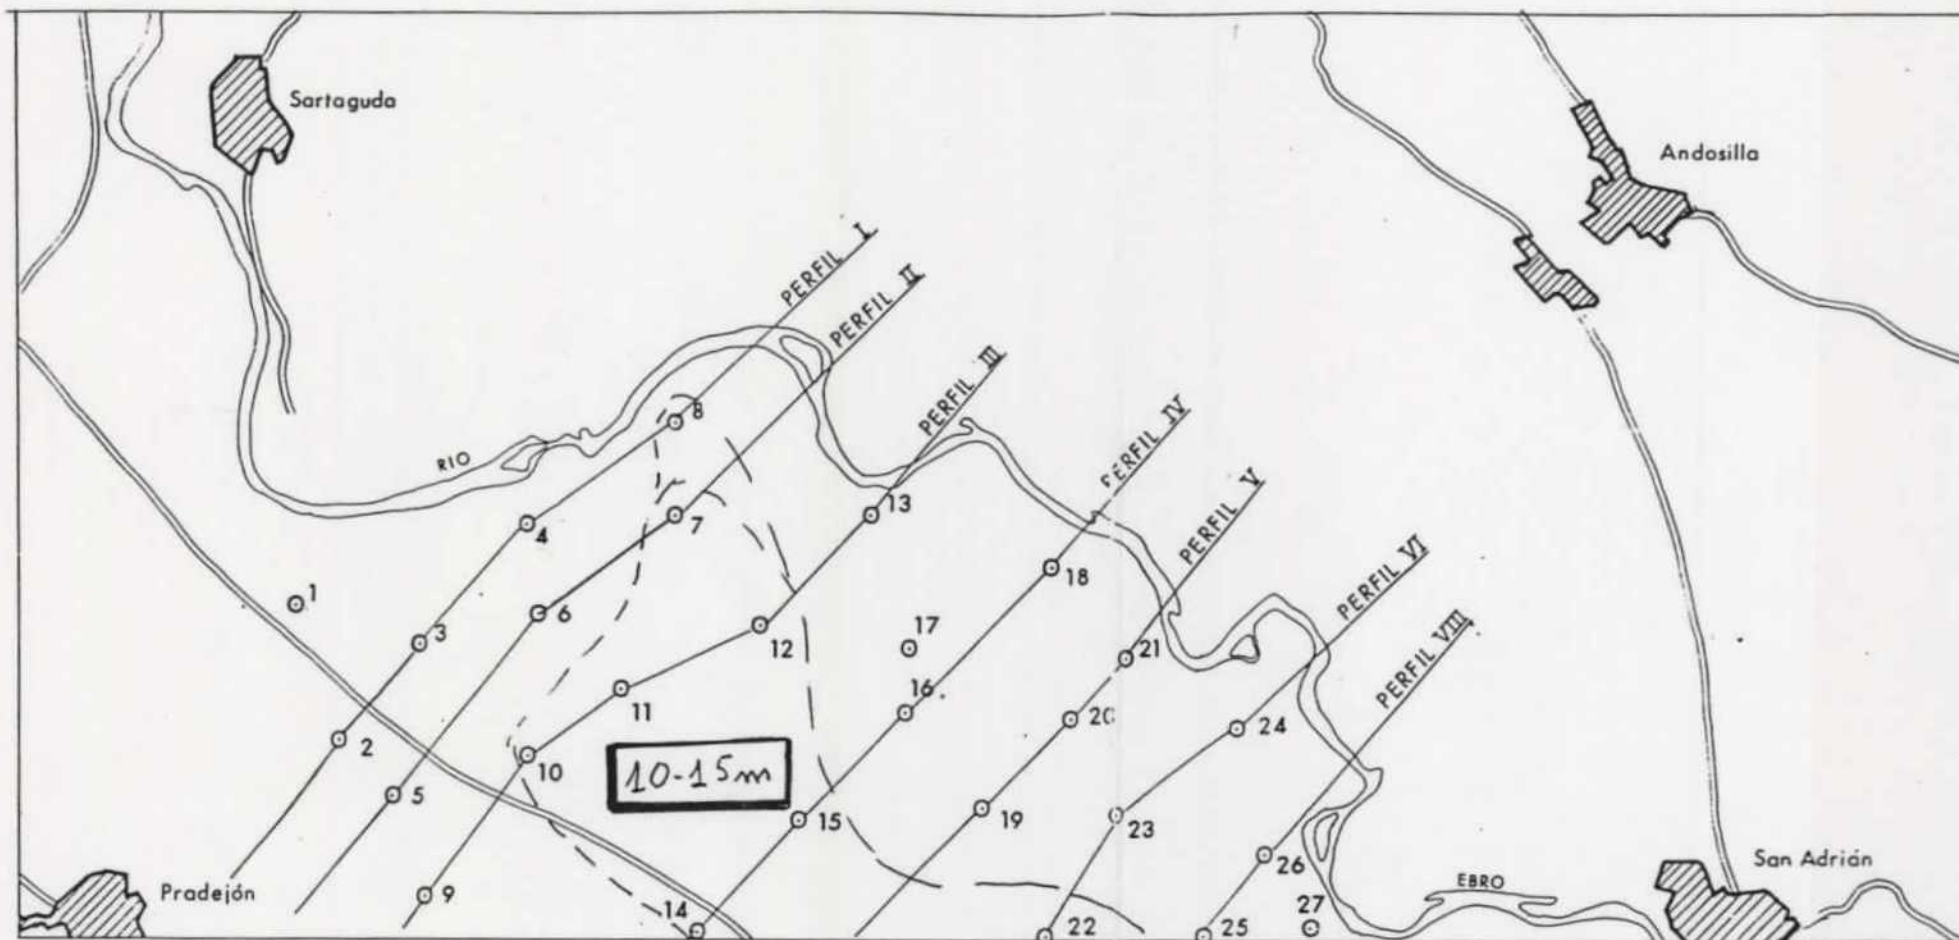 Sartaguda
Andosilla
PERFIL I
PERFIL II
PERFIL III
PERFIL IV
PERFIL V
PERFIL VI
PERFIL VIII
RIO
8
4
7
13
18
1
3
6
12
17
21
11
16
20
24
2
10
10-15m
5
15
19
23
26
San Adrián
Pradejón
9
EBRO
14
22
25
27